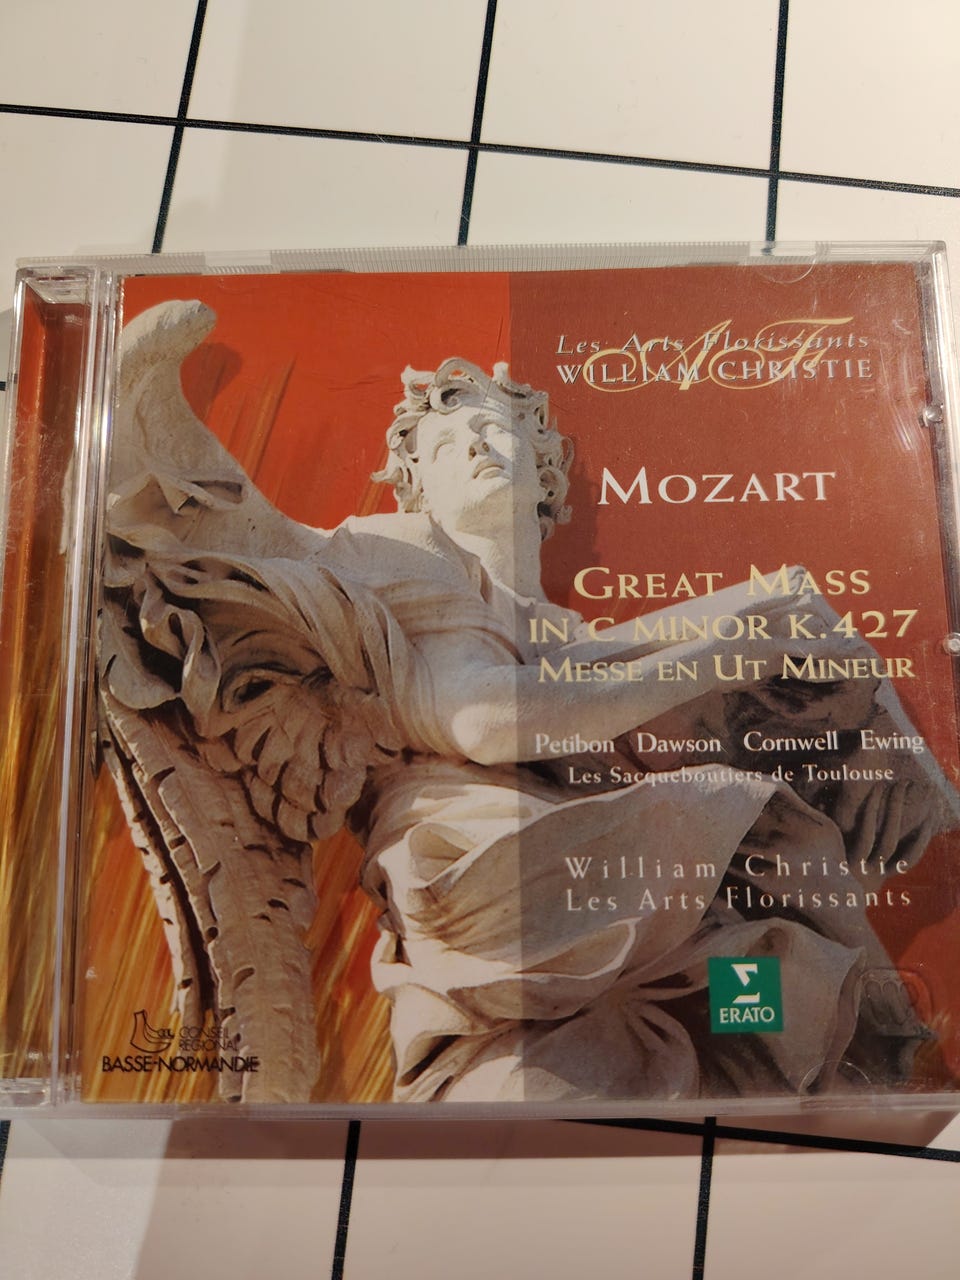 Les Arts Florissants
WILLIAM CHRISTIE
AF
MOZART
GREAT MASS
IN C MINOR K.427
MESSE EN UT MINEUR
Petibon Dawson Cornwell Ewing
Les Sacqueboutiers de Toulouse
William Christie
Les Arts Florissants
ERATO
CONSEIL
REGIONAL
BASSE-NORMANDIE